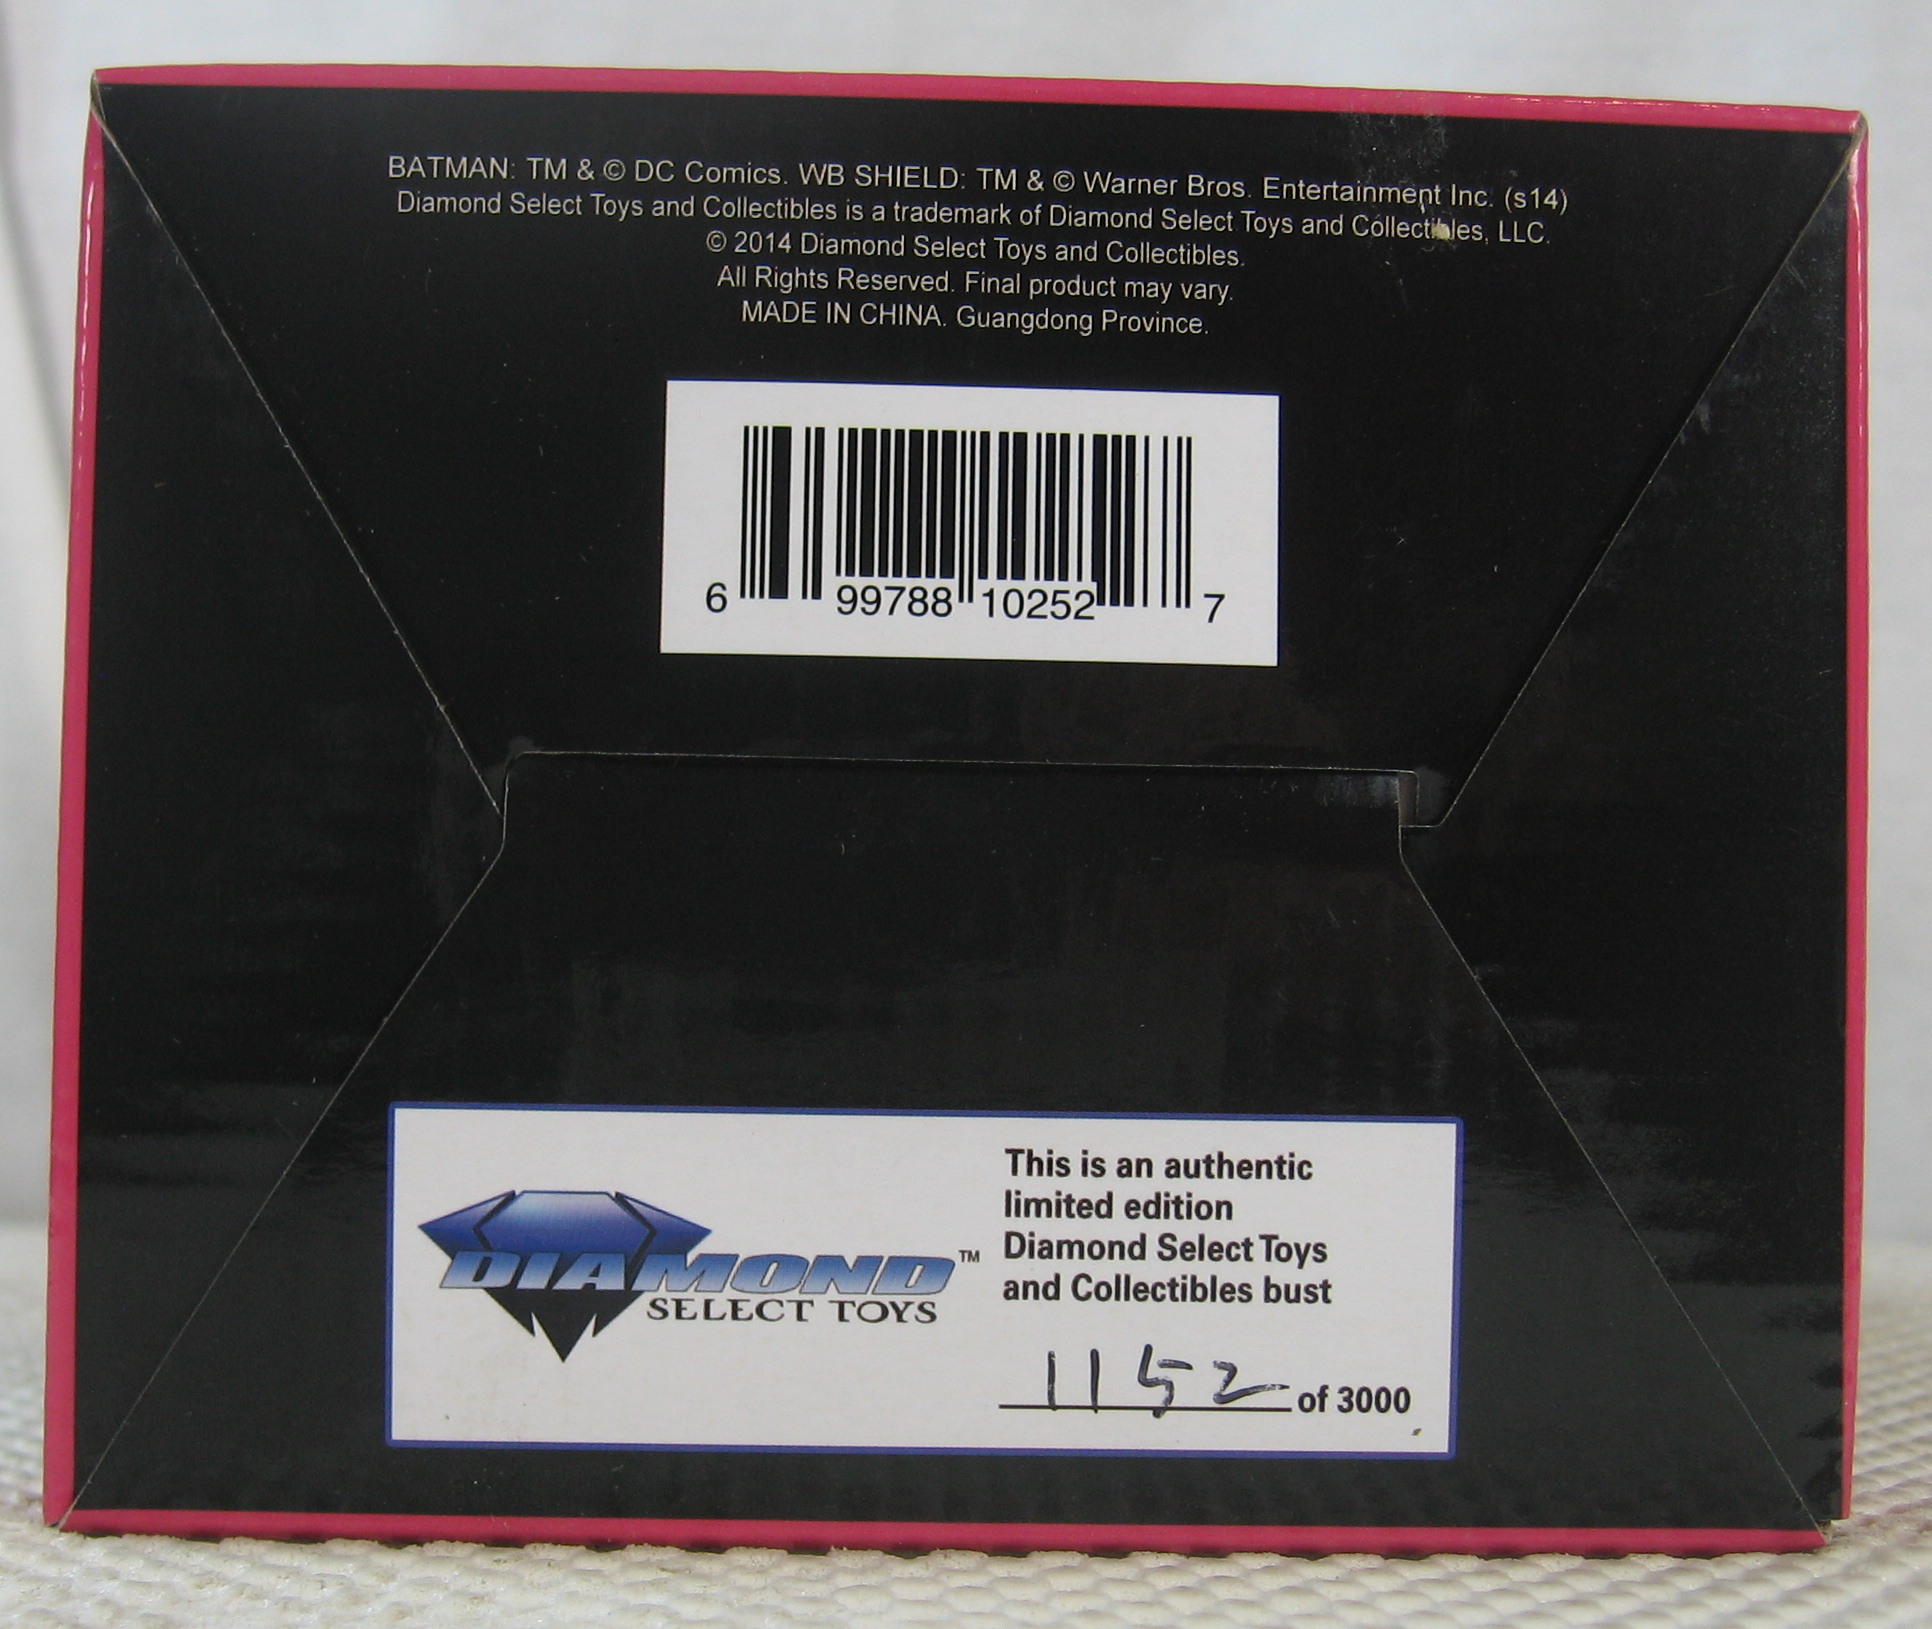 BATMAN: TM & © DC Comics. WB SHIELD: TM & © Warner Bros. Entertainment Inc. (s14)
Diamond Select Toys and Collectibles is a trademark of Diamond Select Toys and Collectibles, LLC.
© 2014 Diamond Select Toys and Collectibles.
All Rights Reserved. Final product may vary.
MADE IN CHINA. Guangdong Province.
6 99788 10252 7
DIAMOND™
SELECT TOYS
This is an authentic
limited edition
Diamond Select Toys
and Collectibles bust
1152 of 3000